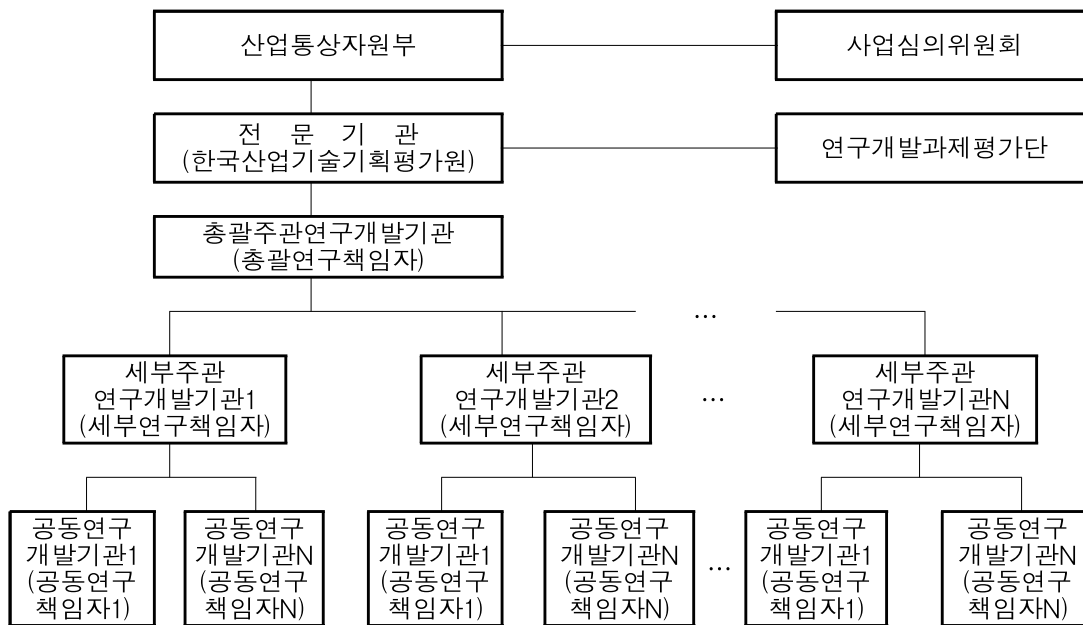 산업통상자원부
사업심의위원회
전 문 기 관
(한국산업기술기획평가원)
연구개발과제평가단
총괄주관연구개발기관
(총괄연구책임자)
...
세부주관
연구개발기관1
(세부연구책임자)
세부주관
연구개발기관2
(세부연구책임자)
...
세부주관
연구개발기관N
(세부연구책임자)
공동연구
개발기관1
(공동연구
책임자1)
공동연구
개발기관N
(공동연구
책임자N)
공동연구
개발기관1
(공동연구
책임자1)
공동연구
개발기관N
(공동연구
책임자N)
...
공동연구
개발기관1
(공동연구
책임자1)
공동연구
개발기관N
(공동연구
책임자N)